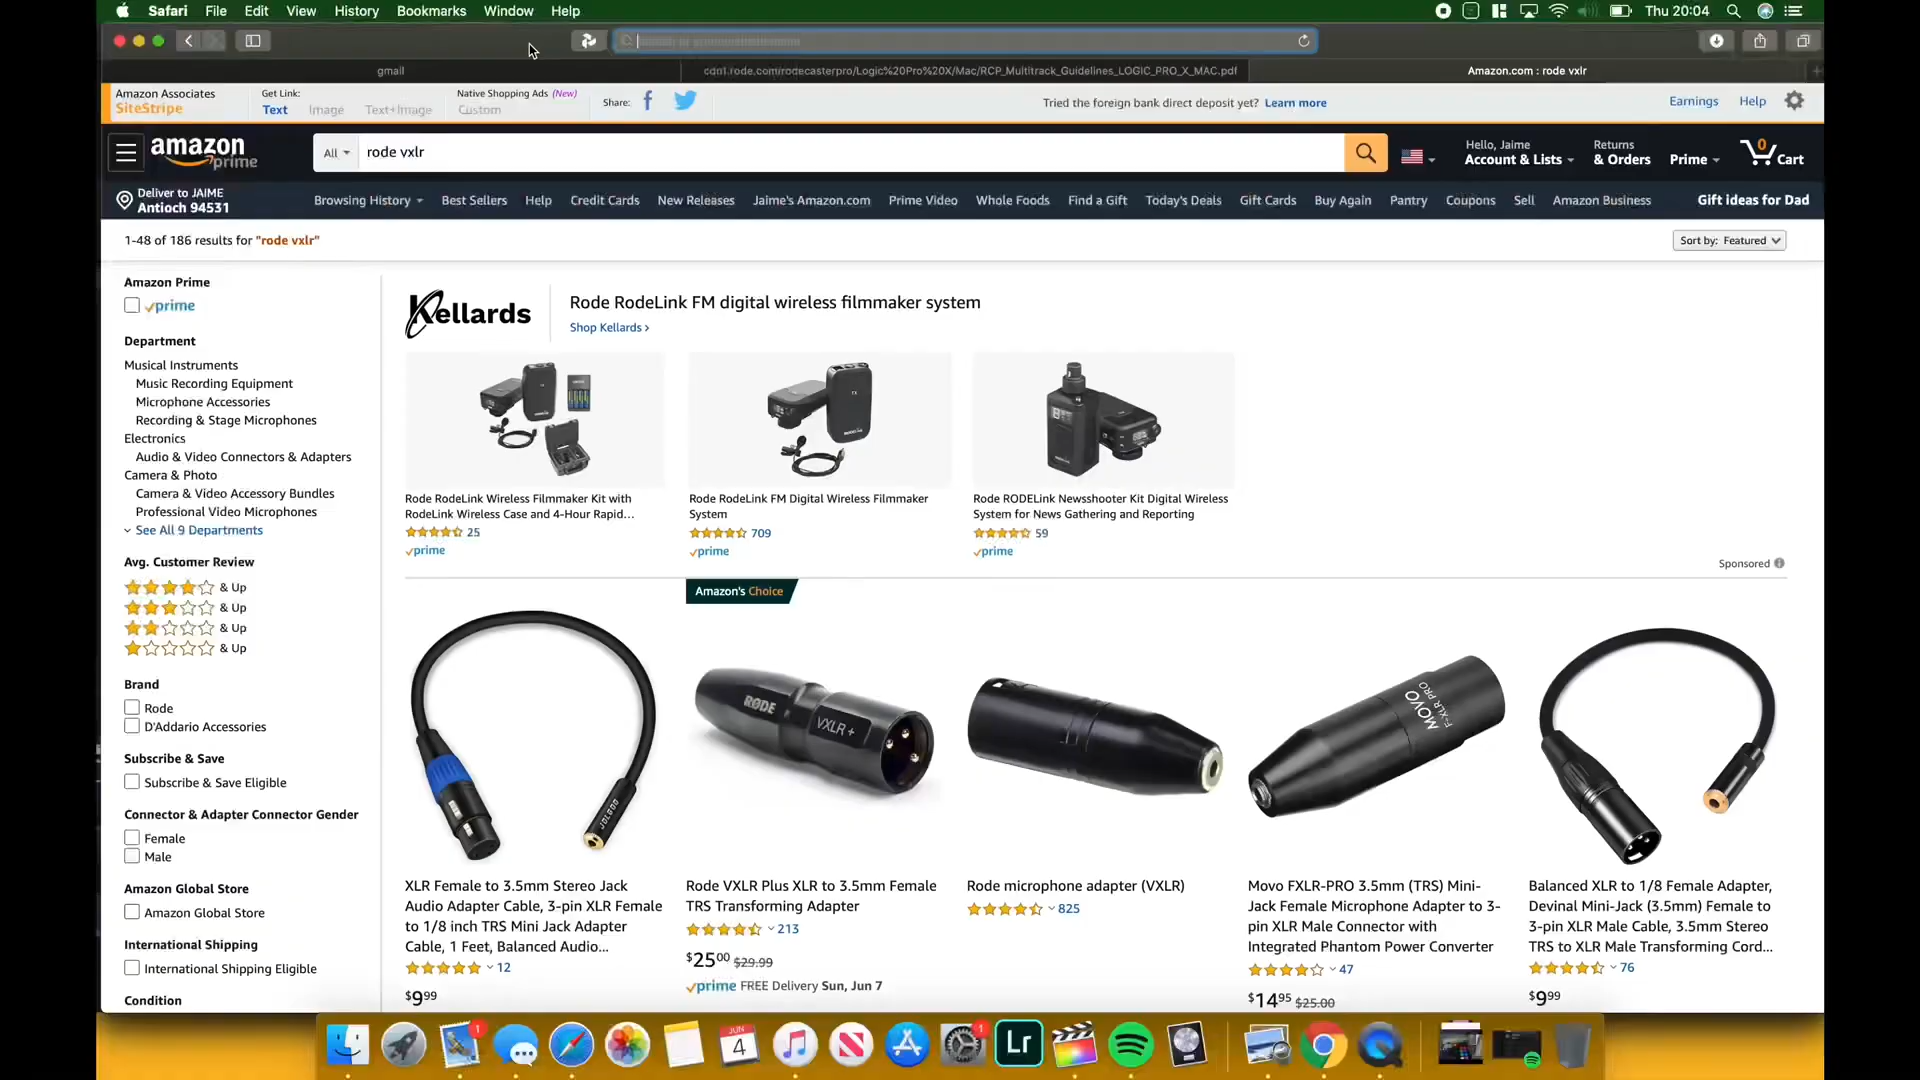 Safari File Edit View History Bookmarks Window Help
Thu 20:04
gmail
cdn1.rode.com/rodecasterpro/Logic%20Pro%20X/Mac/RCP_Multitrack_Guidelines_LOGIC_PRO_X_MAC.pdf
Amazon.com : rode vxlr
Amazon Associates
SiteStripe
Get Link:
Text Image Text+Image
Native Shopping Ads (New)
Custom
Share:
Tried the foreign bank direct deposit yet? Learn more
Earnings Help
amazon
prime
All
rode vxlr
Hello, Jaime
Account & Lists
Returns
& Orders
Prime
0
Cart
Deliver to JAIME
Antioch 94531
Browsing History Best Sellers Help Credit Cards New Releases Jaime's Amazon.com Prime Video Whole Foods Find a Gift Today's Deals Gift Cards Buy Again Pantry Coupons Sell Amazon Business
Gift ideas for Dad
1-48 of 186 results for "rode vxlr"
Sort by: Featured
Amazon Prime
prime
Department
Musical Instruments
Music Recording Equipment
Microphone Accessories
Recording & Stage Microphones
Electronics
Audio & Video Connectors & Adapters
Camera & Photo
Camera & Video Accessory Bundles
Professional Video Microphones
See All 9 Departments
Avg. Customer Review
& Up
& Up
& Up
& Up
Brand
Rode
D'Addario Accessories
Subscribe & Save
Subscribe & Save Eligible
Connector & Adapter Connector Gender
Female
Male
Amazon Global Store
Amazon Global Store
International Shipping
International Shipping Eligible
Condition
Kellards
Rode RodeLink FM digital wireless filmmaker system
Shop Kellards ›
Rode RodeLink Wireless Filmmaker Kit with
RodeLink Wireless Case and 4-Hour Rapid...
25
prime
Rode RodeLink FM Digital Wireless Filmmaker
System
709
prime
Rode RODELink Newsshooter Kit Digital Wireless
System for News Gathering and Reporting
59
prime
Sponsored
Amazon's Choice
JOLGOO
RØDE
VXLR +
MOVO
F-XLR PRO
XLR Female to 3.5mm Stereo Jack
Audio Adapter Cable, 3-pin XLR Female
to 1/8 inch TRS Mini Jack Adapter
Cable, 1 Feet, Balanced Audio...
12
$9.99
Rode VXLR Plus XLR to 3.5mm Female
TRS Transforming Adapter
213
$25.00 $29.99
prime FREE Delivery Sun, Jun 7
Rode microphone adapter (VXLR)
825
Movo FXLR-PRO 3.5mm (TRS) Mini-
Jack Female Microphone Adapter to 3-
pin XLR Male Connector with
Integrated Phantom Power Converter
47
$14.95 $25.00
Balanced XLR to 1/8 Female Adapter,
Devinal Mini-Jack (3.5mm) Female to
3-pin XLR Male Cable, 3.5mm Stereo
TRS to XLR Male Transforming Cord...
76
$9.99
1
JUN
4
1
Lr